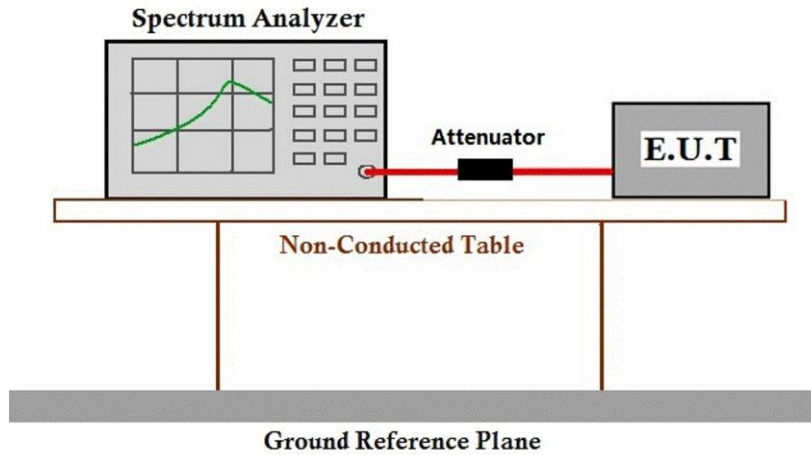 Spectrum Analyzer
Attenuator
E.U.T
Non-Conducted Table
Ground Reference Plane